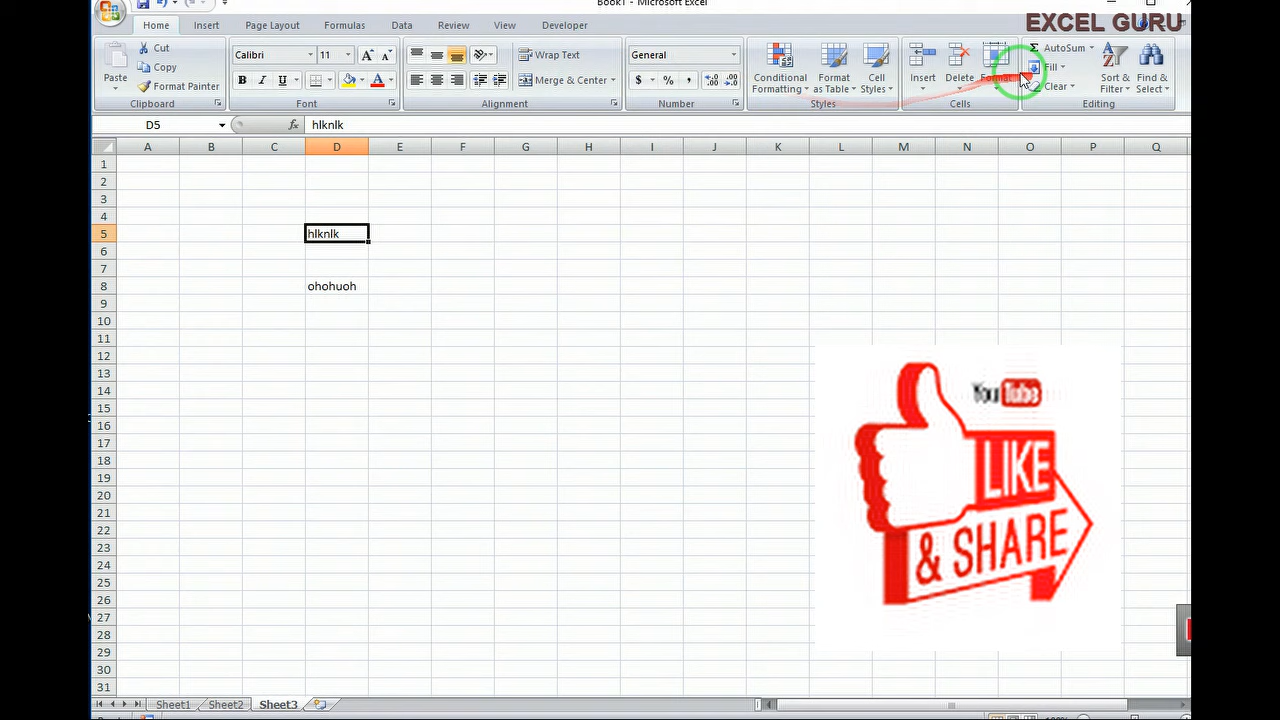 Book1 - Microsoft Excel
EXCEL GURU
Home Insert Page Layout Formulas Data Review View Developer
Cut
Copy
Format Painter
Paste
Clipboard
Calibri 11
Font
Wrap
Merge & Center
Alignment
General
Number
Conditional Formatting
Format as Table
Cell Styles
Styles
Insert Delete Format
Cells
AutoSum
Fill
Clear
Sort & Filter
Find & Select
Editing
D5 fx hlknlk
A B C D E F G H I J K L M N O P Q
1
2
3
4
5 hlknlk
6
7
8 ohohuoh
9
10
11
12
13
14
15
16
17
18
19
20
21
22
23
24
25
26
27
28
29
30
31
You Tube
LIKE
& SHARE
Sheet1 Sheet2 Sheet3